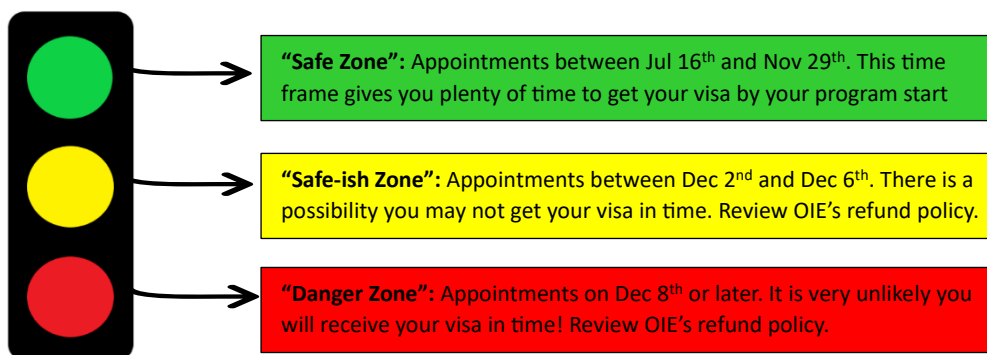 “Safe Zone”: Appointments between Jul 16th and Nov 29th. This time
frame gives you plenty of time to get your visa by your program start
“Safe-ish Zone”: Appointments between Dec 2nd and Dec 6th. There is a
possibility you may not get your visa in time. Review OIE’s refund policy.
“Danger Zone”: Appointments on Dec 8th or later. It is very unlikely you
will receive your visa in time! Review OIE’s refund policy.